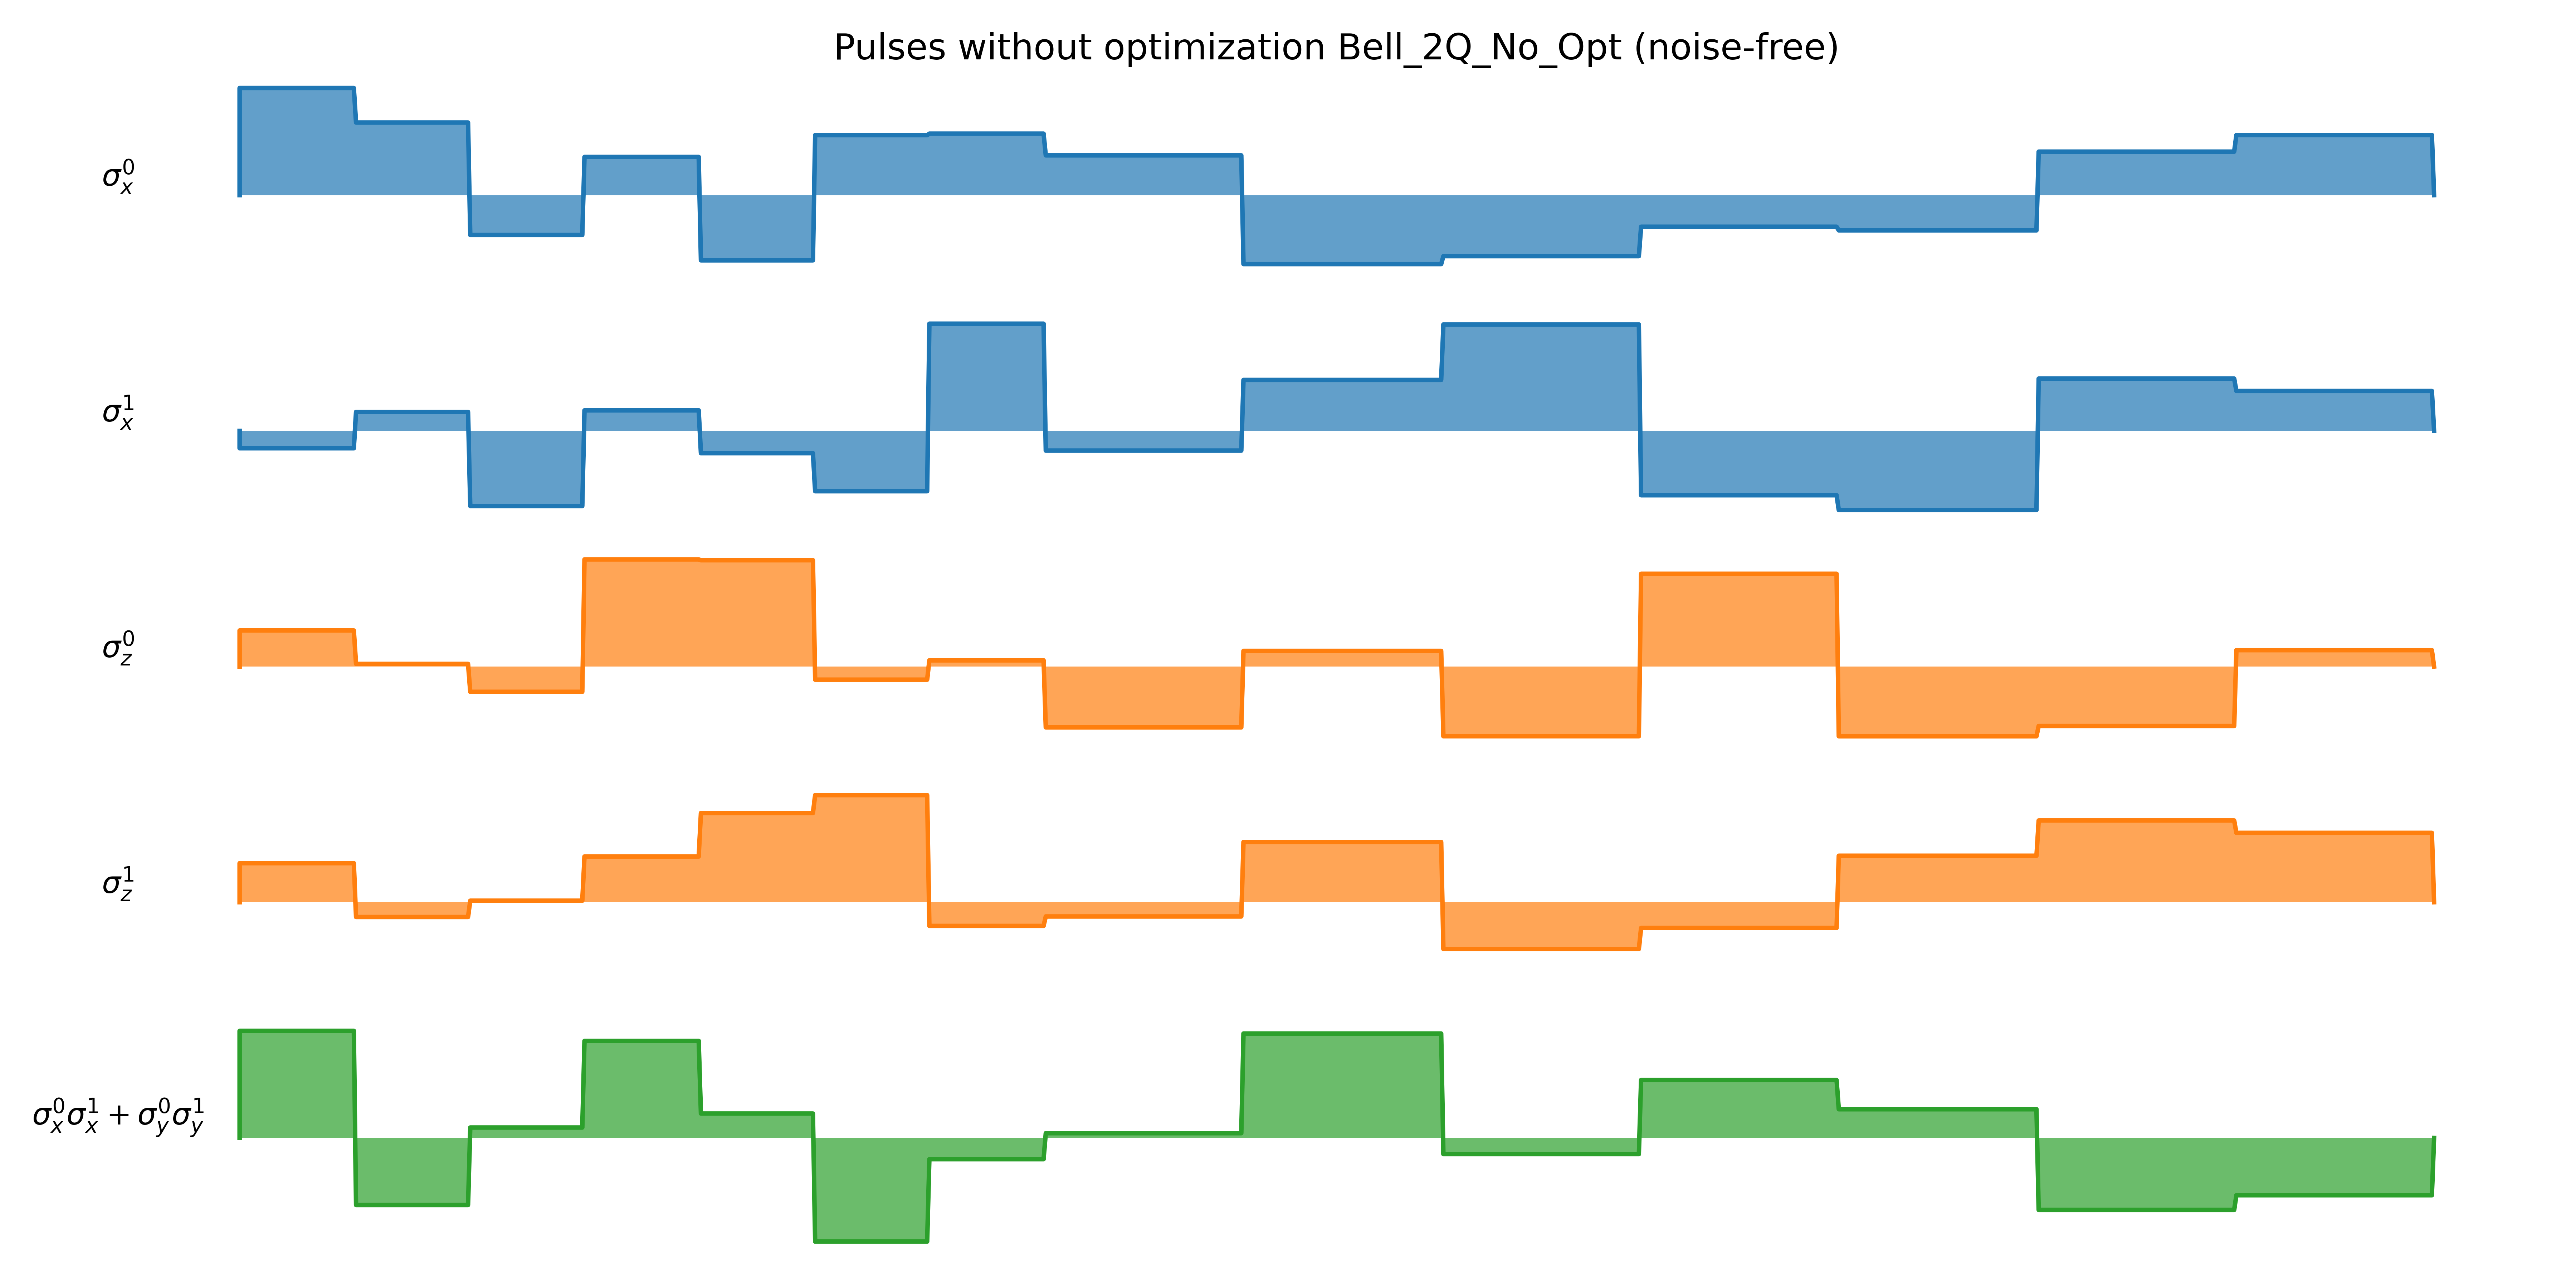 Pulses without optimization Bell_2Q_No_Opt (noise-free)
σ_x^0
σ_x^1
σ_z^0
σ_z^1
σ_x^0σ_x^1 + σ_y^0σ_y^1